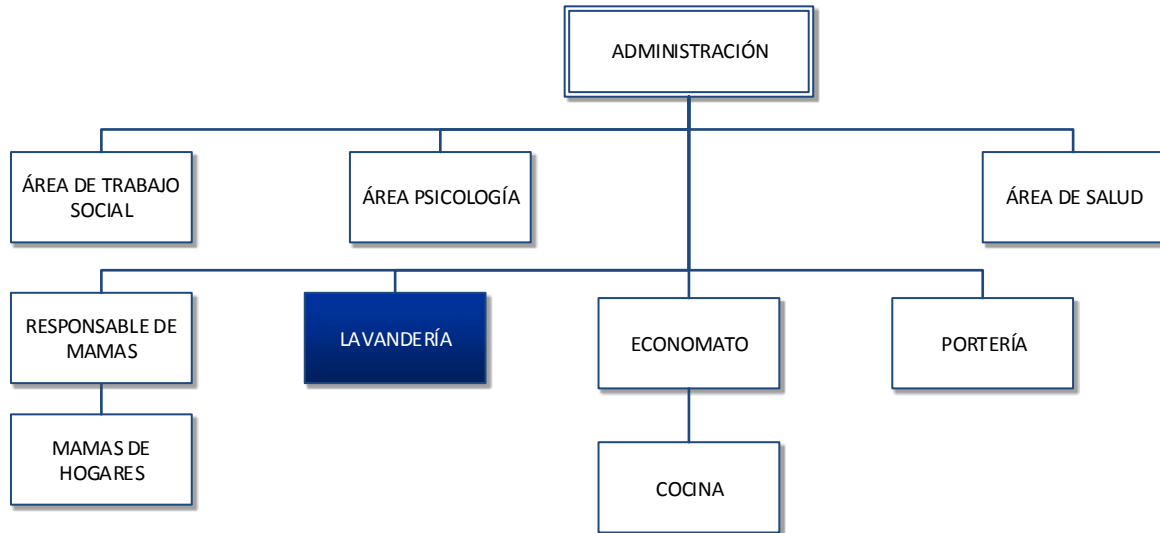 ADMINISTRACIÓN
ÁREA DE TRABAJO
SOCIAL
ÁREA PSICOLOGÍA
ÁREA DE SALUD
RESPONSABLE DE
MAMAS
LAVANDERÍA
ECONOMATO
PORTERÍA
MAMAS DE
HOGARES
COCINA